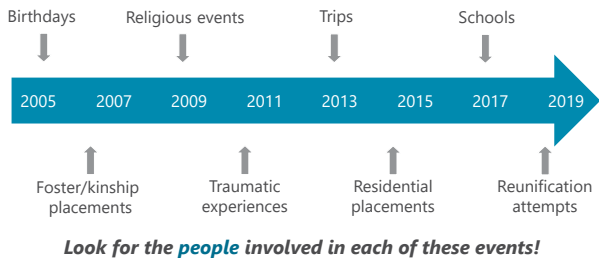 Birthdays Religious events Trips Schools
2005 2007 2009 2011 2013 2015 2017 2019
Foster/kinship Traumatic Residential Reunification
placements experiences placements attempts
Look for the people involved in each of these events!